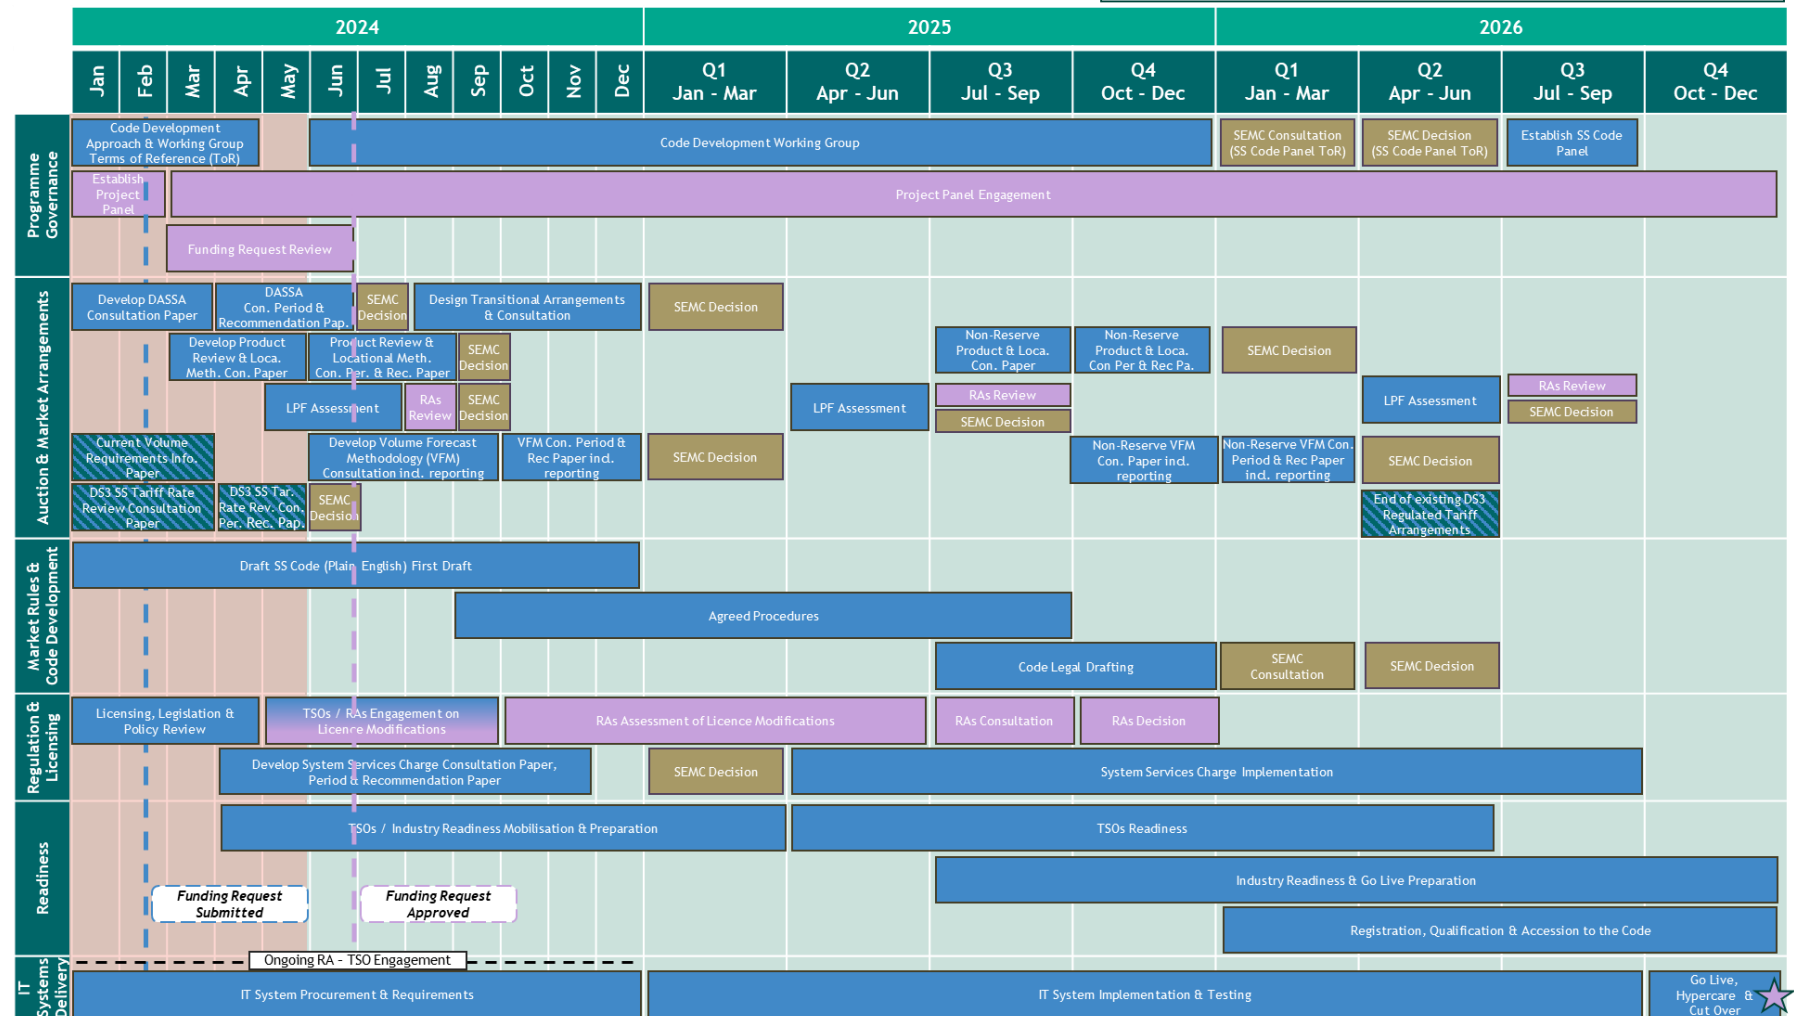 2024
2025
2026
Jan
Feb
Mar
Apr
May
Jun
Jul
Aug
Sep
Oct
Nov
Dec
Q1
Jan - Mar
Q2
Apr - Jun
Q3
Jul - Sep
Q4
Oct - Dec
Q1
Jan - Mar
Q2
Apr - Jun
Q3
Jul - Sep
Q4
Oct - Dec
Programme
Governance
Code Development
Approach & Working Group
Terms of Reference (ToR)
Code Development Working Group
SEMC Consultation
(SS Code Panel ToR)
SEMC Decision
(SS Code Panel ToR)
Establish SS Code
Panel
Establish
Project
Panel
Project Panel Engagement
Funding Request Review
Auction & Market Arrangements
Develop DASSA
Consultation Paper
DASSA
Con. Period &
Recommendation Pap.
SEMC
Decision
Design Transitional Arrangements
& Consultation
SEMC Decision
Develop Product
Review & Loca.
Meth. Con. Paper
Product Review &
Locational Meth.
Con. Per. & Rec. Paper
SEMC
Decision
Non-Reserve
Product & Loca.
Con. Paper
Non-Reserve
Product & Loca.
Con Per & Rec Pa.
SEMC Decision
LPF Assessment
RAs
Review
SEMC
Decision
LPF Assessment
RAs Review
SEMC Decision
LPF Assessment
RAs Review
SEMC Decision
Current Volume
Requirements Info.
Paper
Develop Volume Forecast
Methodology (VFM)
Consultation incl. reporting
VFM Con. Period &
Rec Paper incl.
reporting
SEMC Decision
Non-Reserve VFM
Con. Paper incl.
reporting
Non-Reserve VFM Con.
Period & Rec Paper
incl. reporting
SEMC Decision
DS3 SS Tariff Rate
Review Consultation
Paper
DS3 SS Tar.
Rate Rev. Con.
Per. Rec. Pap.
SEMC
Decision
End of existing DS3
Regulated Tariff
Arrangements
Market Rules &
Code Development
Draft SS Code (Plain English) First Draft
Agreed Procedures
Code Legal Drafting
SEMC
Consultation
SEMC Decision
Regulation &
Licensing
Licensing, Legislation &
Policy Review
TSOs / RAs Engagement on
Licence Modifications
RAs Assessment of Licence Modifications
RAs Consultation
RAs Decision
Develop System Services Charge Consultation Paper,
Period & Recommendation Paper
SEMC Decision
System Services Charge Implementation
Readiness
TSOs / Industry Readiness Mobilisation & Preparation
TSOs Readiness
Industry Readiness & Go Live Preparation
Funding Request
Submitted
Funding Request
Approved
Registration, Qualification & Accession to the Code
Ongoing RA - TSO Engagement
IT
Systems
Delivery
IT System Procurement & Requirements
IT System Implementation & Testing
Go Live,
Hypercare &
Cut Over